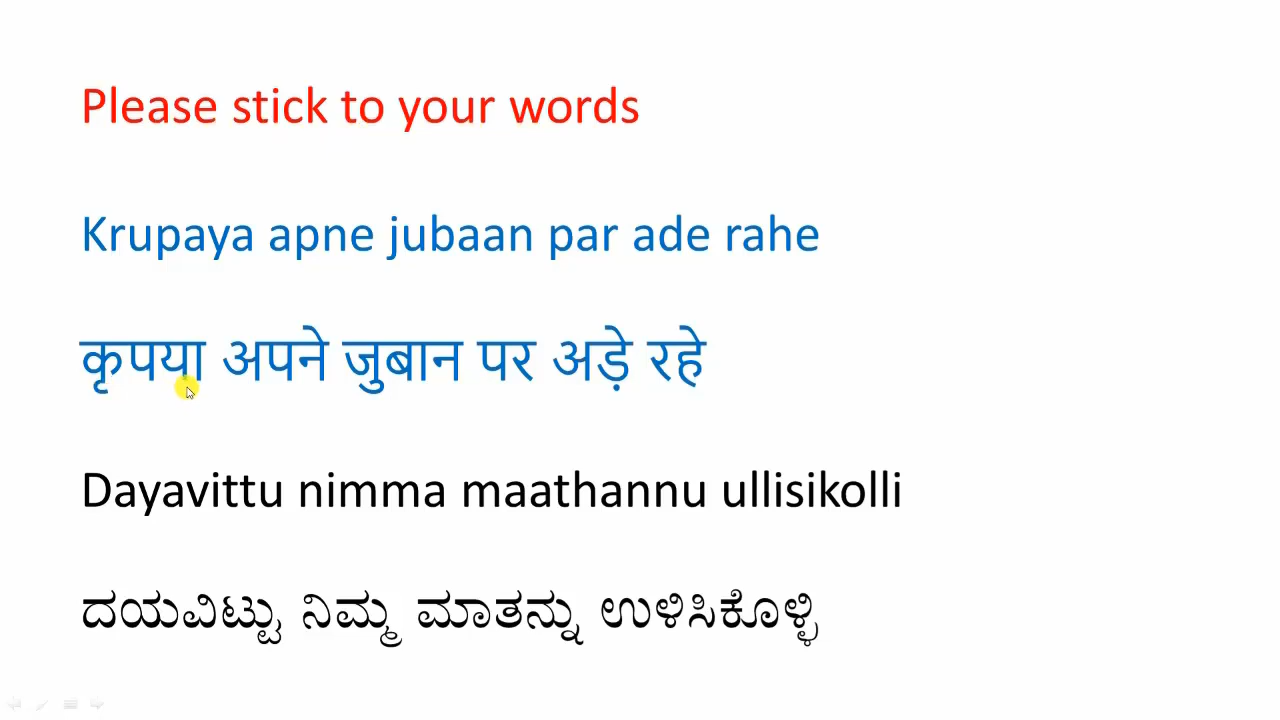 Please stick to your words
Krupaya apne jubaan par ade rahe
कृपया अपने जुबान पर अड़े रहे
Dayavittu nimma maathannu ullisikolli
ದಯವಿಟ್ಟು ನಿಮ್ಮ ಮಾತನ್ನು ಉಳಿಸಿಕೊಳ್ಳಿ